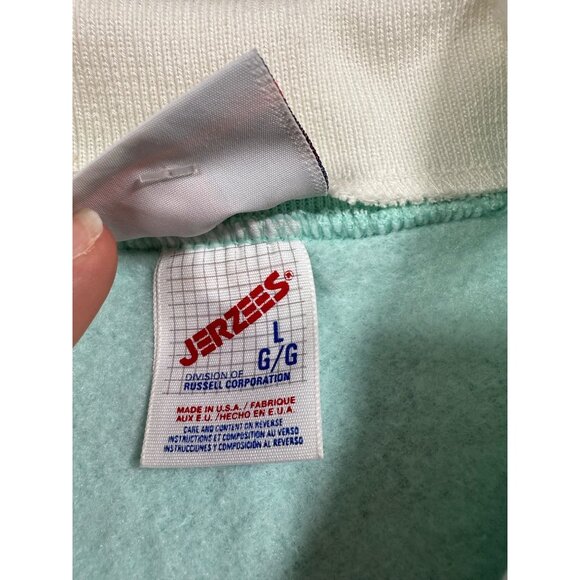 JERZEES®
L
G/G
DIVISION OF
RUSSELL CORPORATION
MADE IN U.S.A. / FABRIQUE
AUX E.U. / HECHO EN E.U.A.
CARE AND CONTENT ON REVERSE
INSTRUCTIONS ET COMPOSITION AU VERSO
INSTRUCCIONES Y COMPOSICIÓN AL REVERSO